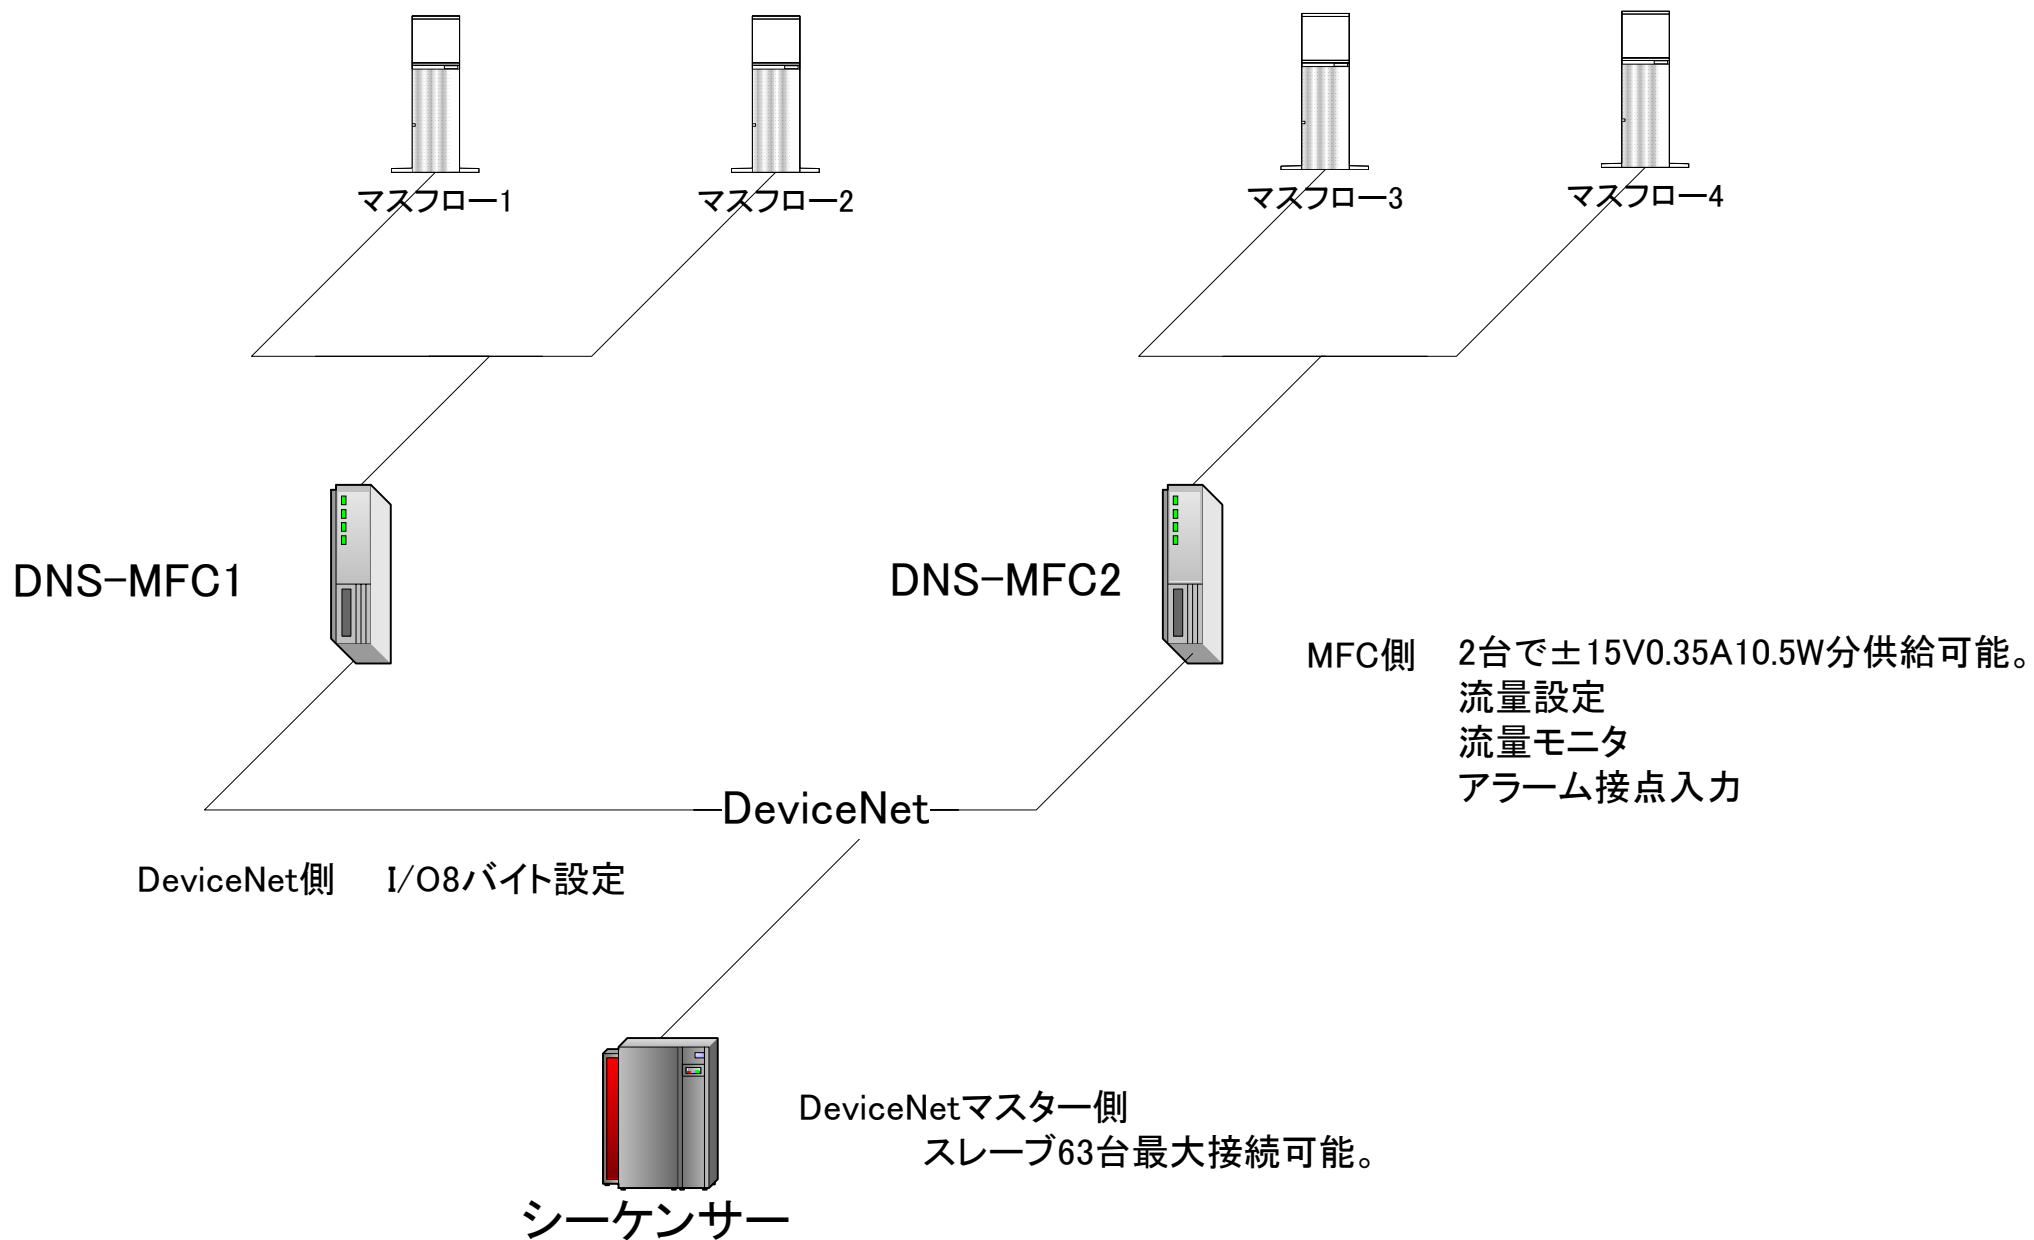 マスフロー1
マスフロー2
マスフロー3
マスフロー4
DNS-MFC1
DNS-MFC2
MFC側 2台で±15V0.35A10.5W分供給可能。
流量設定
流量モニタ
アラーム接点入力
DeviceNet
DeviceNet側 I/O8バイト設定
DeviceNetマスター側
スレーブ63台最大接続可能。
シーケンサー